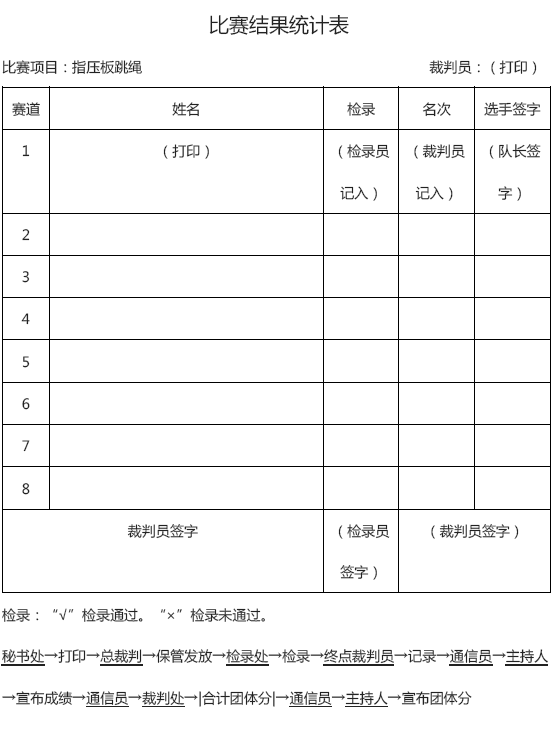 比赛结果统计表
比赛项目：指压板跳绳 裁判员：（打印）
赛道 姓名 检录 名次 选手签字
1 （打印） （检录员记入） （裁判员记入） （队长签字）
2
3
4
5
6
7
8
裁判员签字 （检录员签字） （裁判员签字）
检录：“√”检录通过。“×”检录未通过。
秘书处→打印→总裁判→保管发放→检录处→检录→终点裁判员→记录→通信员→主持人
→宣布成绩→通信员→裁判处→|合计团体分|→通信员→主持人→宣布团体分